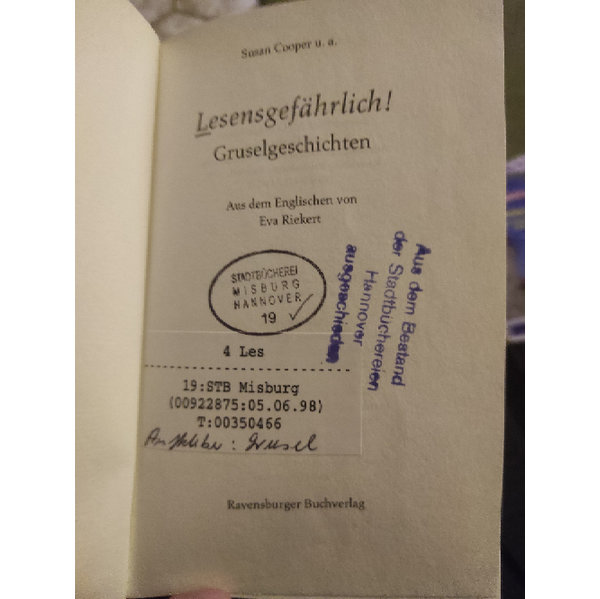 Susan Cooper u. a.
Lesensgefährlich!
Gruselgeschichten
Aus dem Englischen von
Eva Riekert
STADTBÜCHEREI
MISBURG
HANNOVER
19
Aus dem Bestand
der Stadtbüchereien
Hannover
ausgeschieden
4 Les
19:STB Misburg
(00922875:05.06.98)
T:00350466
Aufkleber: Grusel
Ravensburger Buchverlag